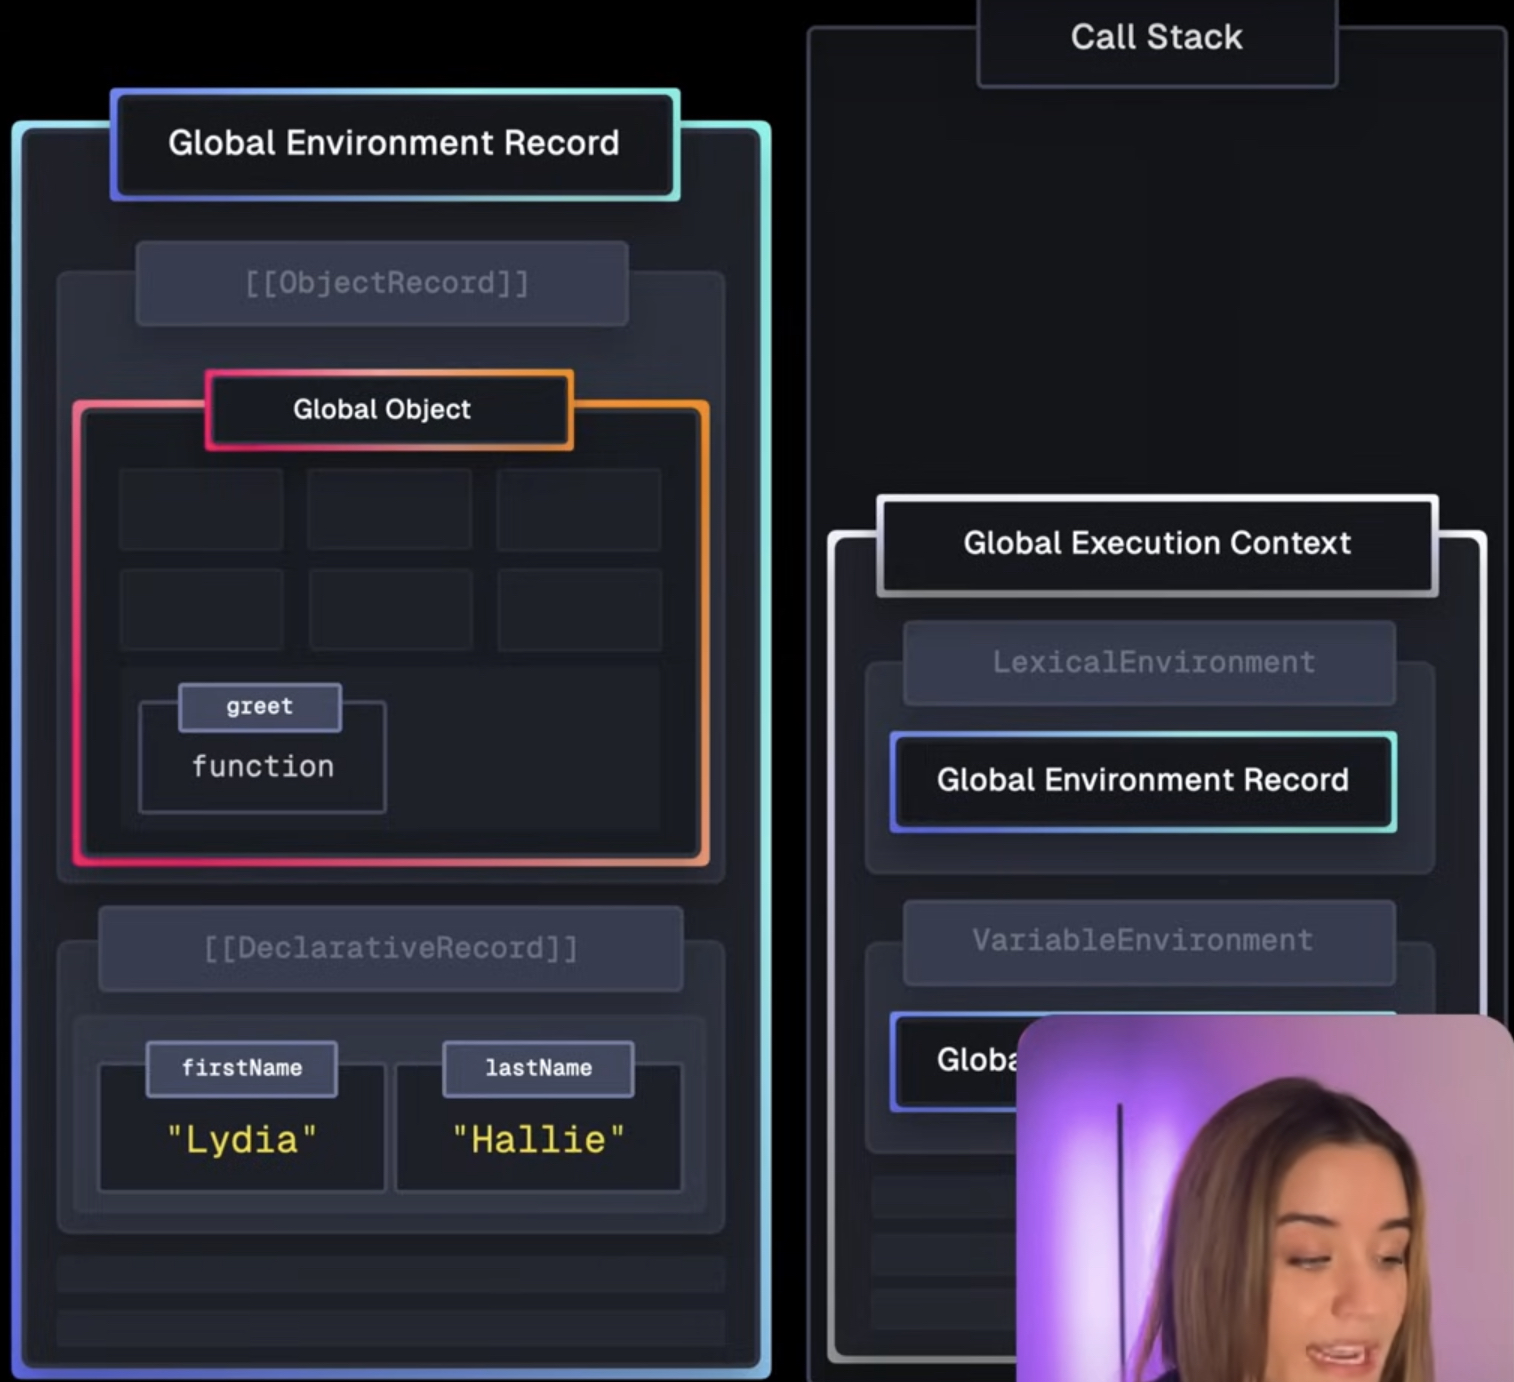 Global Environment Record
[[ObjectRecord]]
Global Object
greet
function
[[DeclarativeRecord]]
firstName
lastName
"Lydia"
"Hallie"
Call Stack
Global Execution Context
LexicalEnvironment
Global Environment Record
VariableEnvironment
Globa